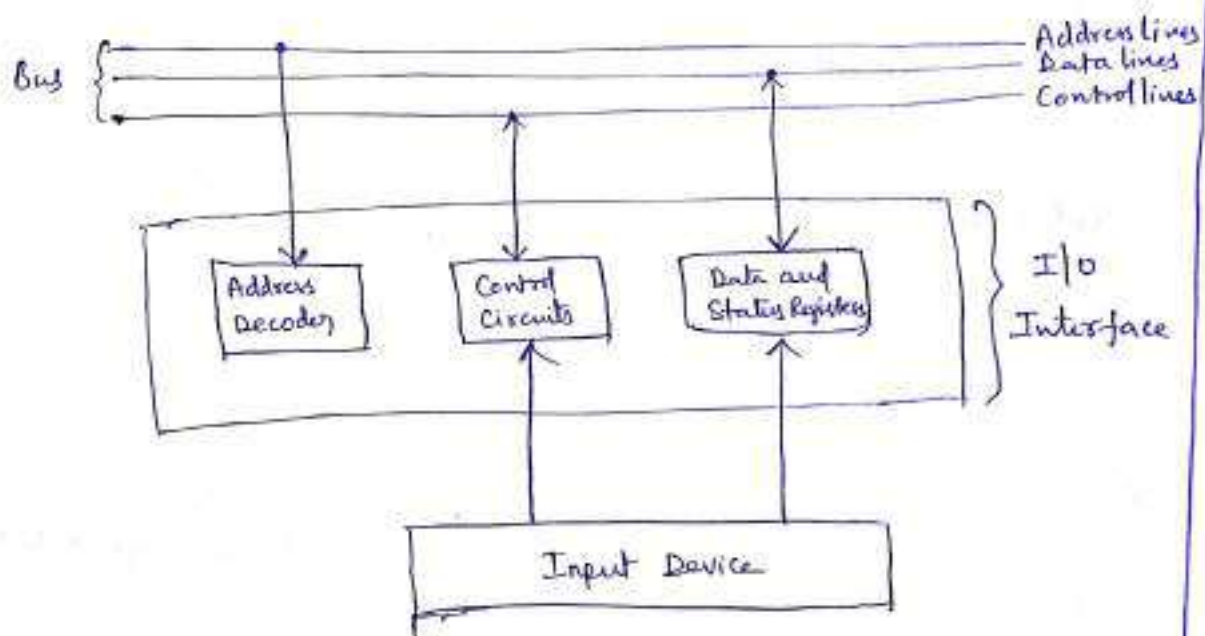 Address lines
Bus
Data lines
Control lines
Address
Decoder
Control
Circuits
Data and
Status Registers
I/O
Interface
Input Device